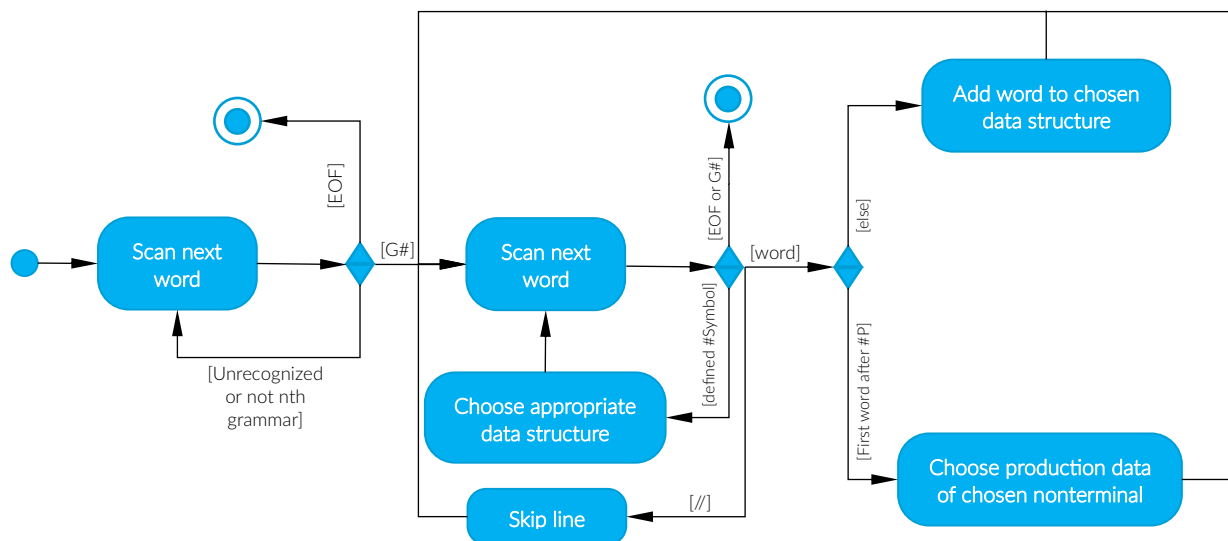 Scan next
word
[EOF]
[Unrecognized
or not nth
grammar]
[G#]
Scan next
word
Choose appropriate
data structure
Skip line
[EOF or G#]
[defined #Symbol]
[//]
[word]
[else]
[First word after #P]
Add word to chosen
data structure
Choose production data
of chosen nonterminal